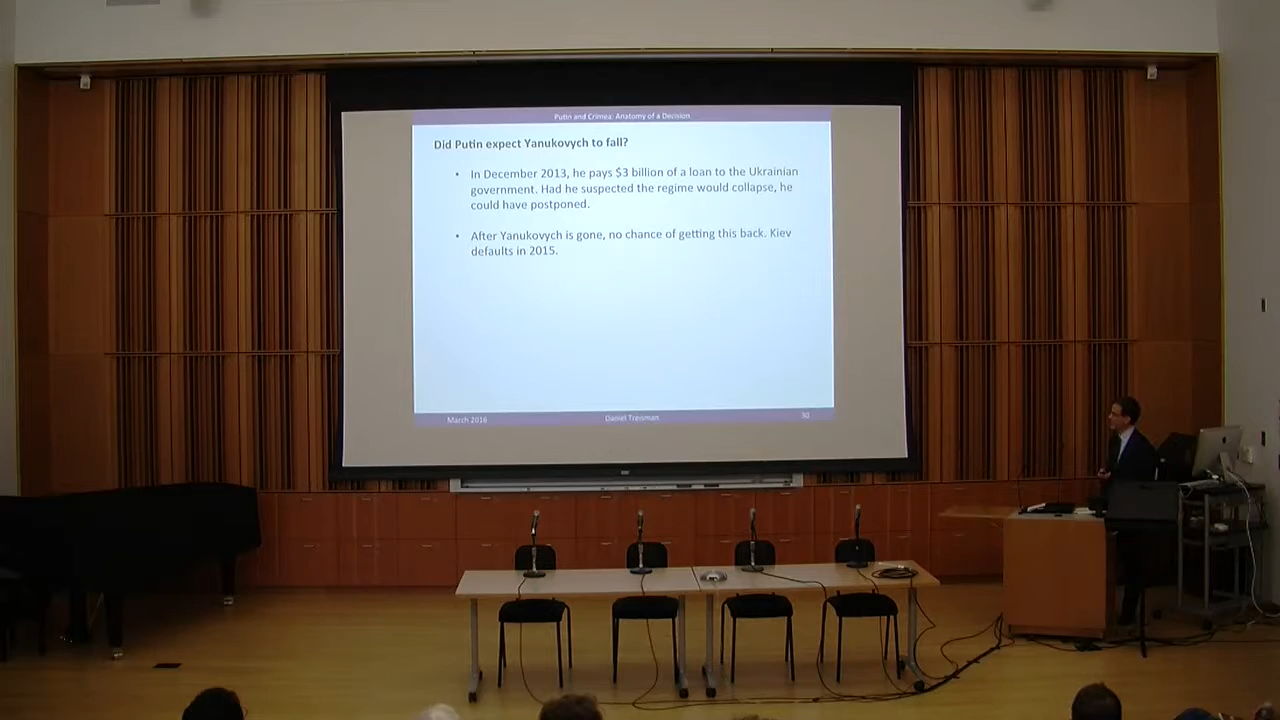 Putin and Crimea: Anatomy of a Decision
Did Putin expect Yanukovych to fall?
• In December 2013, he pays $3 billion of a loan to the Ukrainian
government. Had he suspected the regime would collapse, he
could have postponed.
• After Yanukovych is gone, no chance of getting this back. Kiev
defaults in 2015.
March 2016
Daniel Treisman
30